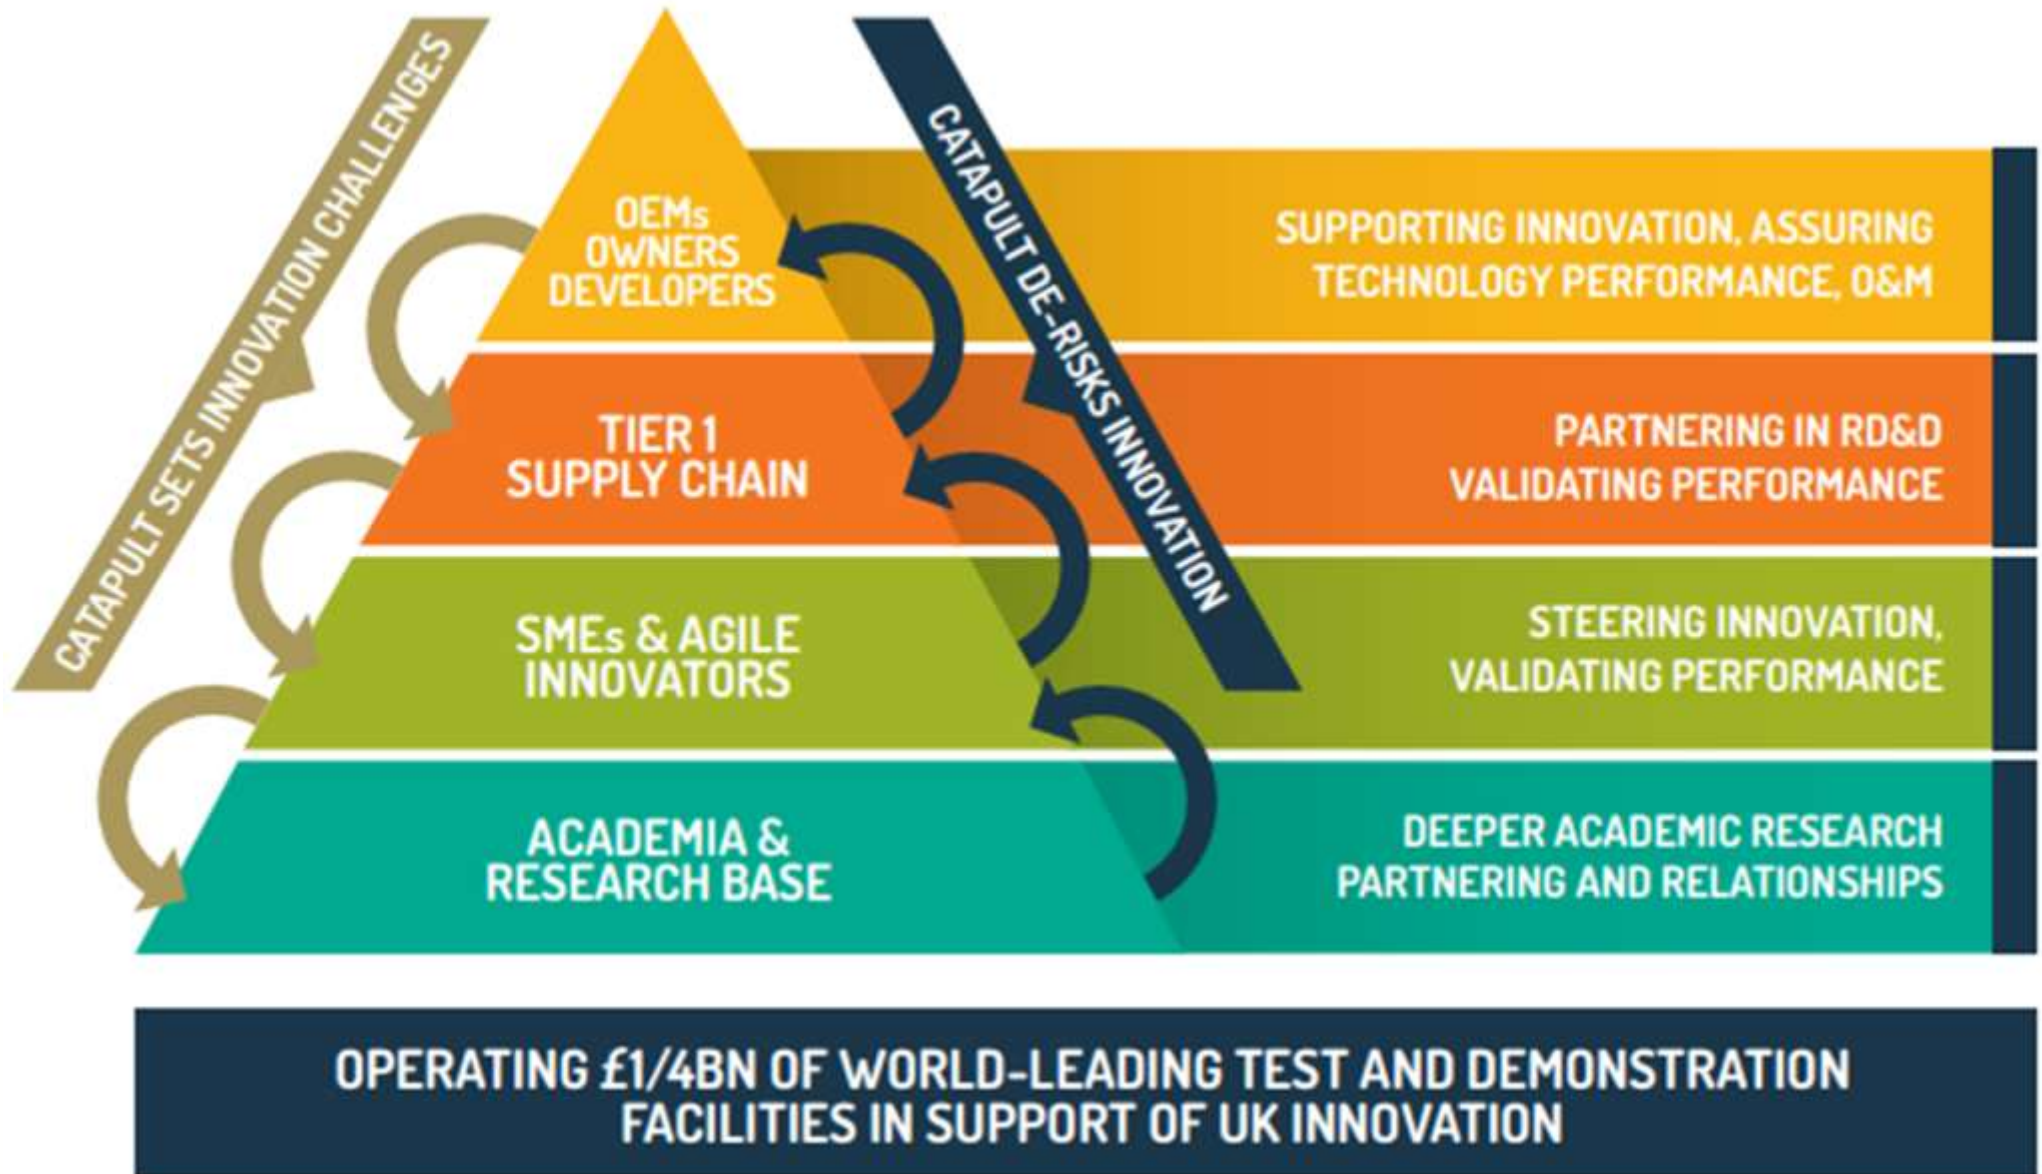 CATAPULT SETS INNOVATION CHALLENGES
CATAPULT DE-RISKS INNOVATION
OEMs
OWNERS
DEVELOPERS
SUPPORTING INNOVATION, ASSURING
TECHNOLOGY PERFORMANCE, O&M
TIER 1
SUPPLY CHAIN
PARTNERING IN RD&D
VALIDATING PERFORMANCE
SMEs & AGILE
INNOVATORS
STEERING INNOVATION,
VALIDATING PERFORMANCE
ACADEMIA &
RESEARCH BASE
DEEPER ACADEMIC RESEARCH
PARTNERING AND RELATIONSHIPS
OPERATING £1/4BN OF WORLD-LEADING TEST AND DEMONSTRATION
FACILITIES IN SUPPORT OF UK INNOVATION